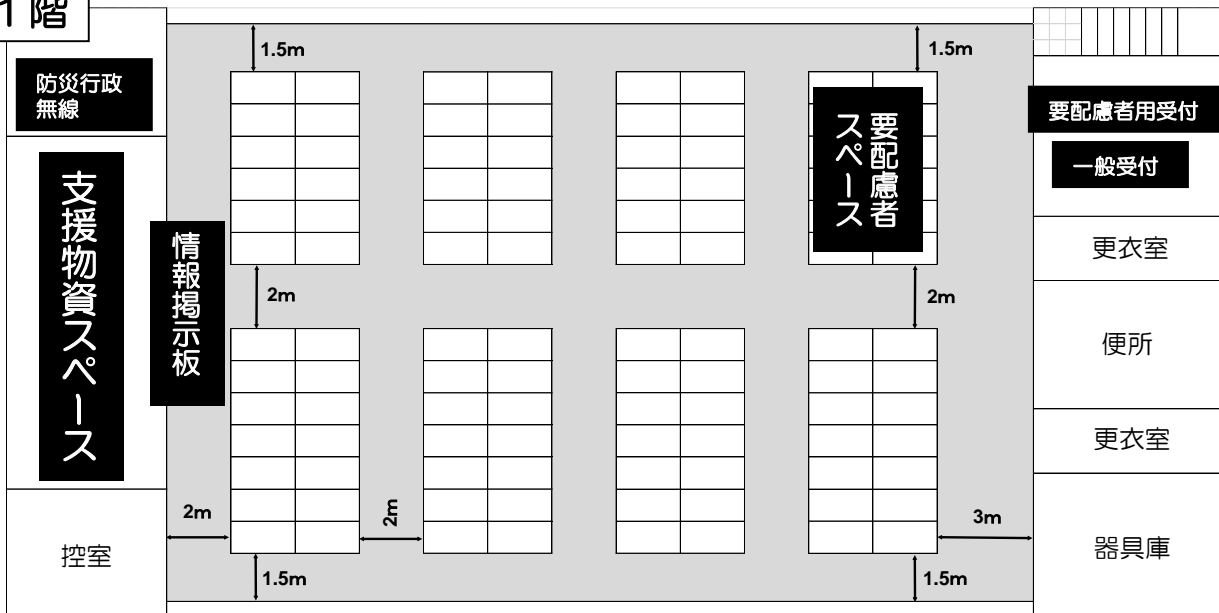 1階
1.5m
1.5m
防災行政
無線
要配慮者
スペース
要配慮者用受付
一般受付
支援物資スペース
情報掲示板
更衣室
2m
2m
便所
更衣室
2m
2m
3m
控室
器具庫
1.5m
1.5m